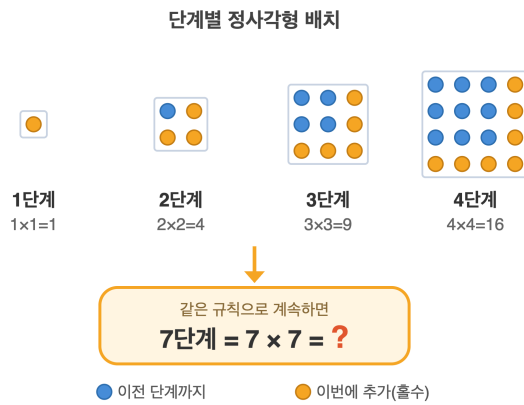 단계별 정사각형 배치
1단계 2단계 3단계 4단계
1×1=1 2×2=4 3×3=9 4×4=16
같은 규칙으로 계속하면
7단계 = 7 × 7 = ?
이전 단계까지 이번에 추가(홀수)